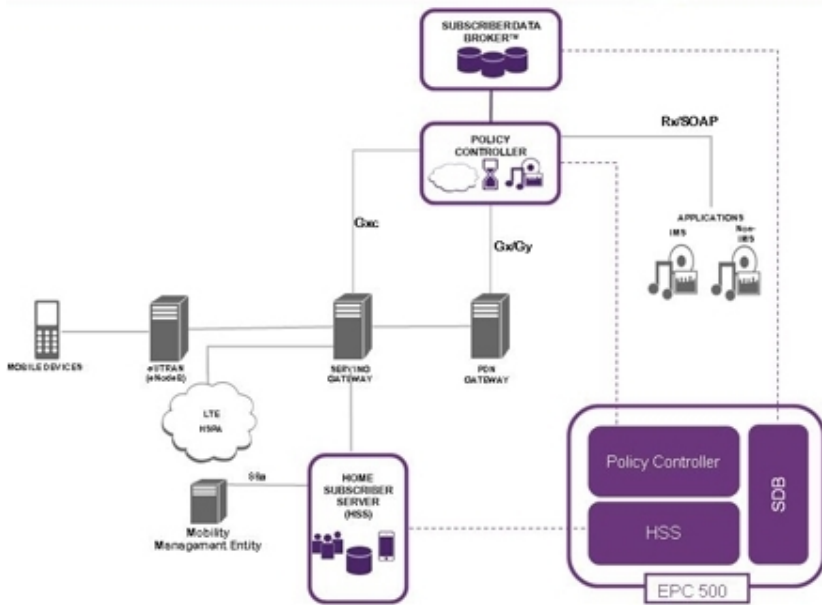 SUBSCRIBER DATA
BROKER™
Rx/SOAP
POLICY
CONTROLLER
Gxc
Gx/Gy
APPLICATIONS
IMS
Non-
IMS
MOBILE DEVICES
eUTRAN
(eNodeB)
SERVING
GATEWAY
PDN
GATEWAY
LTE
HSPA
S6a
HOME
SUBSCRIBER
SERVER
(HSS)
Mobility
Management Entity
Policy Controller
SDB
HSS
EPC 500